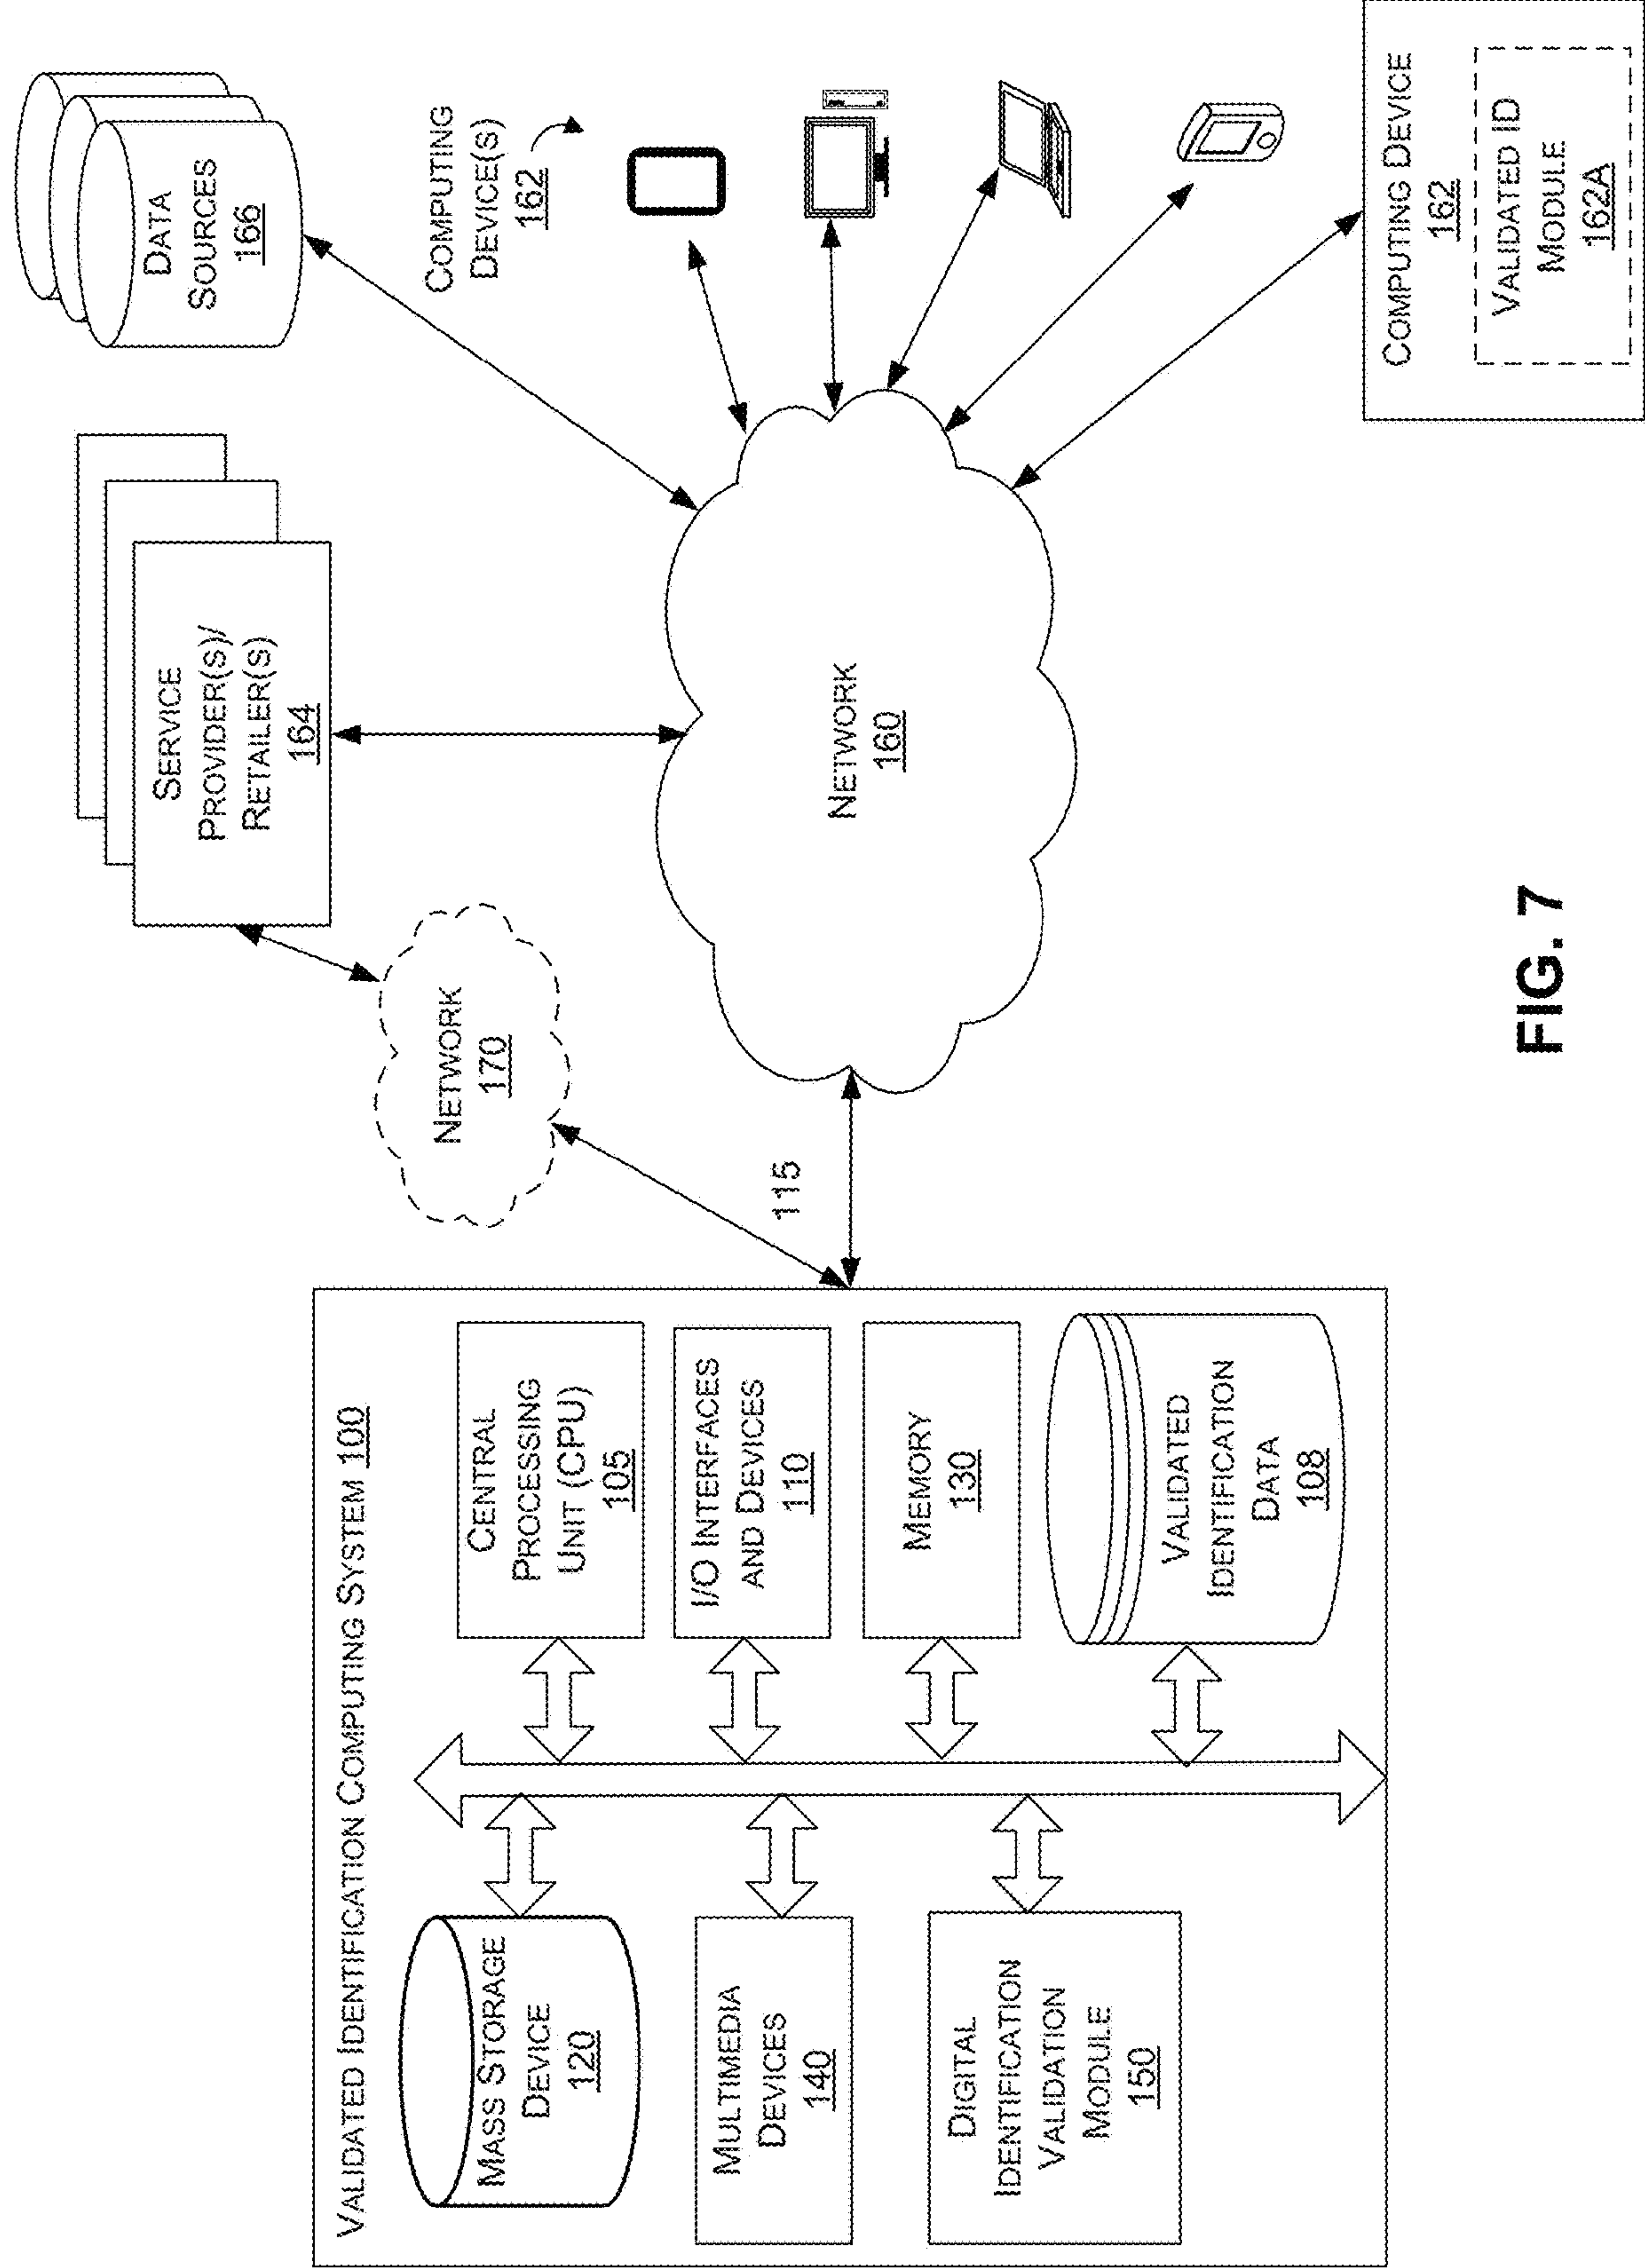 VALIDATED IDENTIFICATION COMPUTING SYSTEM 100
MASS STORAGE
DEVICE
120
MULTIMEDIA
DEVICES
140
DIGITAL
IDENTIFICATION
VALIDATION
MODULE
150
CENTRAL
PROCESSING
UNIT (CPU)
105
I/O INTERFACES
AND DEVICES
110
MEMORY
130
VALIDATED
IDENTIFICATION
DATA
108
115
NETWORK
170
SERVICE
PROVIDER(S)/
RETAILER(S)
164
NETWORK
160
DATA
SOURCES
166
COMPUTING
DEVICE(S)
162
COMPUTING DEVICE
162
VALIDATED ID
MODULE
162A
FIG. 7